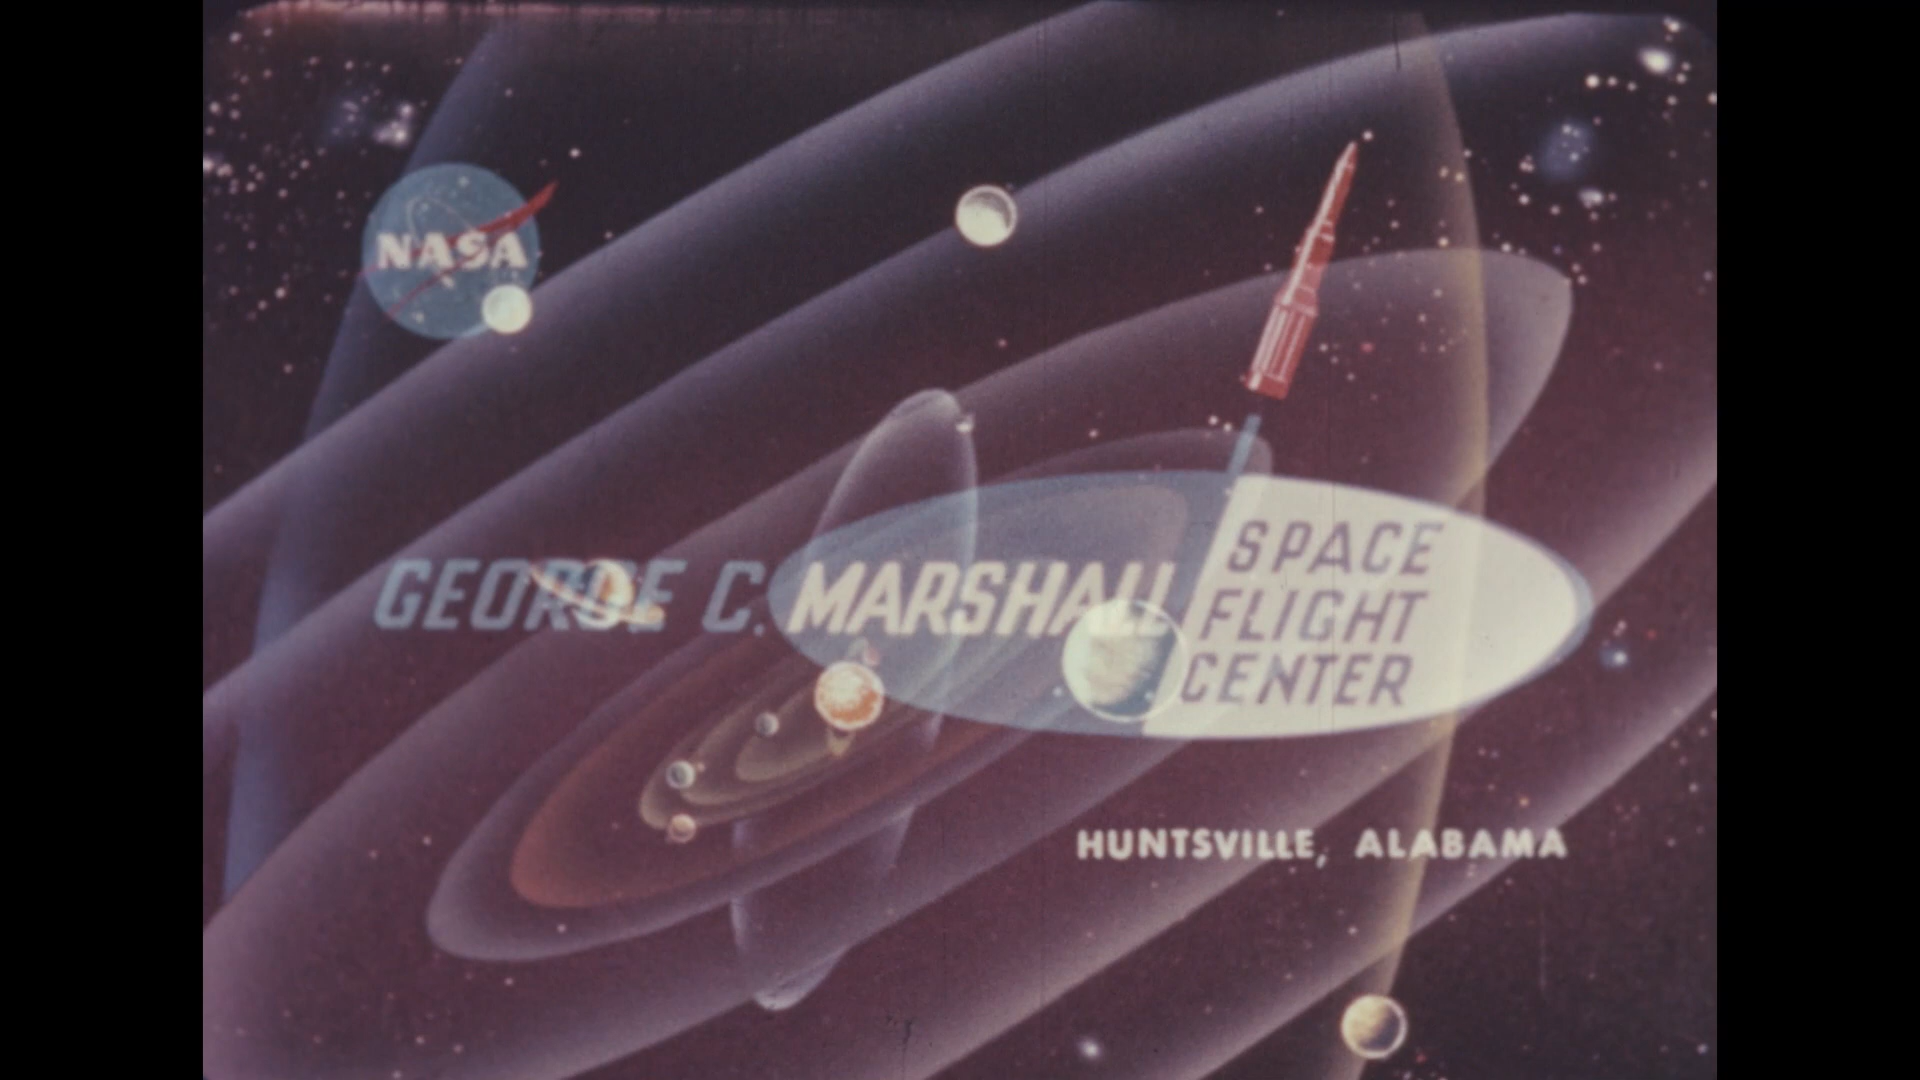 NASA
GEORGE C. MARSHALL
SPACE
FLIGHT
CENTER
HUNTSVILLE, ALABAMA